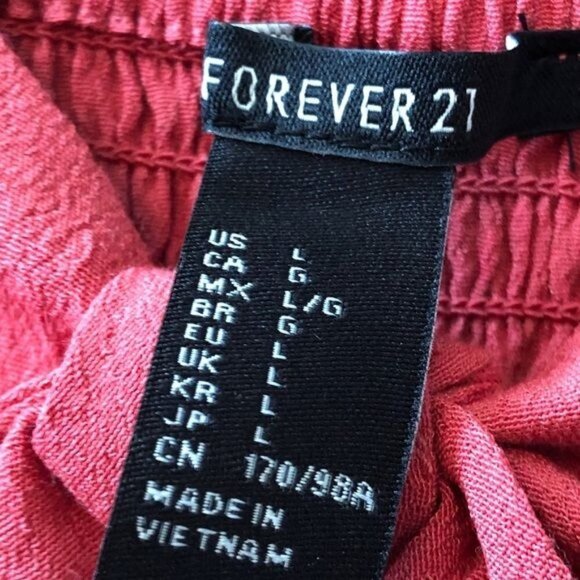 FOREVER 21
US L
CA G
MX L/G
BR G
EU L
UK L
KR L
JP L
CN 170/98A
MADE IN
VIETNAM